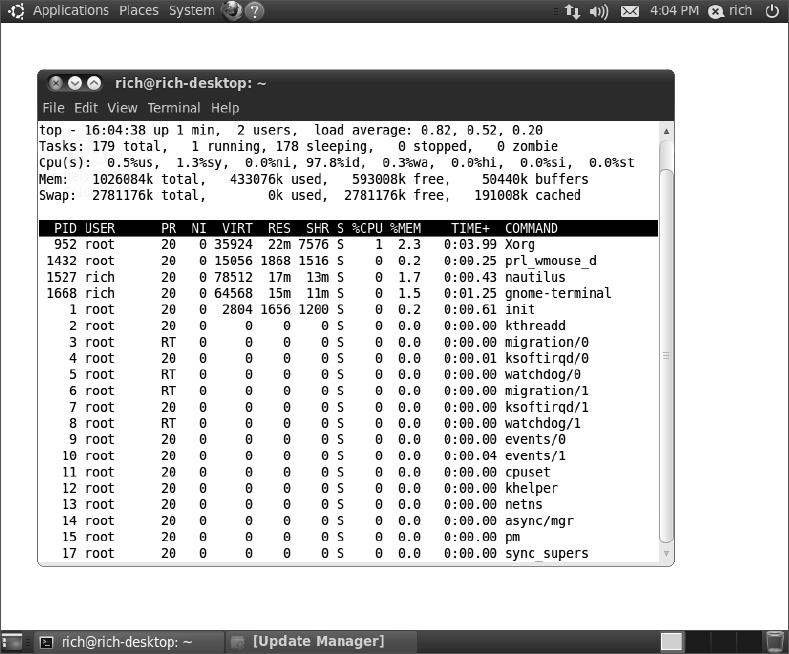 Applications Places System ? 4:04 PM rich
rich@rich-desktop: ~
File Edit View Terminal Help
top - 16:04:38 up 1 min,  2 users,  load average: 0.82, 0.52, 0.20
Tasks: 179 total,   1 running, 178 sleeping,   0 stopped,   0 zombie
Cpu(s):  0.5%us,  1.3%sy,  0.0%ni, 97.8%id,  0.3%wa,  0.0%hi,  0.0%si,  0.0%st
Mem:   1026084k total,   433076k used,   593008k free,    50440k buffers
Swap:  2781176k total,        0k used,  2781176k free,   191008k cached
  PID USER      PR  NI  VIRT  RES  SHR S %CPU %MEM    TIME+  COMMAND
  952 root      20   0 35924  22m 7576 S    1  2.3   0:03.99 Xorg
 1432 root      20   0 15056 1868 1516 S    0  0.2   0:00.25 prl_wmouse_d
 1527 rich      20   0 78512  17m  13m S    0  1.7   0:00.43 nautilus
 1668 rich      20   0 64568  15m  11m S    0  1.5   0:01.25 gnome-terminal
    1 root      20   0  2804 1656 1200 S    0  0.2   0:00.61 init
    2 root      20   0     0    0    0 S    0  0.0   0:00.00 kthreadd
    3 root      RT   0     0    0    0 S    0  0.0   0:00.00 migration/0
    4 root      20   0     0    0    0 S    0  0.0   0:00.01 ksoftirqd/0
    5 root      RT   0     0    0    0 S    0  0.0   0:00.00 watchdog/0
    6 root      RT   0     0    0    0 S    0  0.0   0:00.00 migration/1
    7 root      20   0     0    0    0 S    0  0.0   0:00.00 ksoftirqd/1
    8 root      RT   0     0    0    0 S    0  0.0   0:00.00 watchdog/1
    9 root      20   0     0    0    0 S    0  0.0   0:00.00 events/0
   10 root      20   0     0    0    0 S    0  0.0   0:00.04 events/1
   11 root      20   0     0    0    0 S    0  0.0   0:00.00 cpuset
   12 root      20   0     0    0    0 S    0  0.0   0:00.00 khelper
   13 root      20   0     0    0    0 S    0  0.0   0:00.00 netns
   14 root      20   0     0    0    0 S    0  0.0   0:00.00 async/mgr
   15 root      20   0     0    0    0 S    0  0.0   0:00.00 pm
   17 root      20   0     0    0    0 S    0  0.0   0:00.00 sync_supers
rich@rich-desktop: ~ [Update Manager]